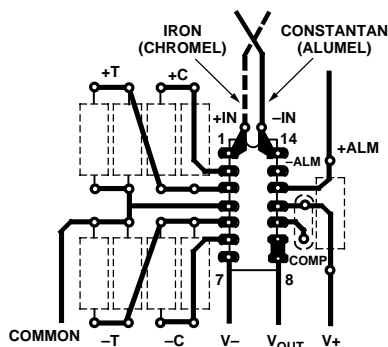 IRON
(CHROMEL)
CONSTANTAN
(ALUMEL)
+T
+C
+IN
–IN
1
14
+ALM
–ALM
COMP
7
8
COMMON
–T
–C
V–
VOUT
V+